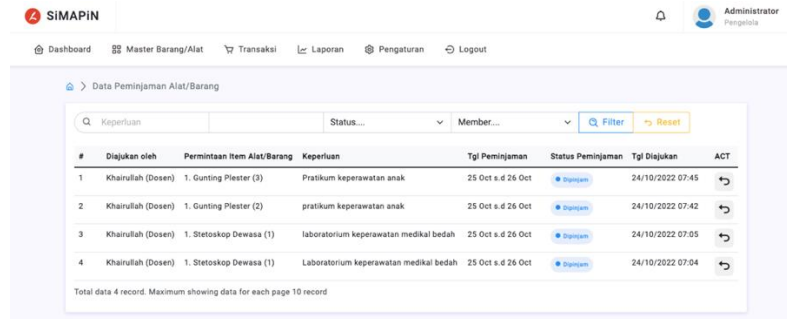 SiMAPiN
Administrator
Pengelola
Dashboard Master Barang/Alat Transaksi Laporan Pengaturan Logout
> Data Peminjaman Alat/Barang
Keperluan Status.... Member.... Filter Reset
# Diajukan oleh Permintaan Item Alat/Barang Keperluan Tgl Peminjaman Status Peminjaman Tgl Diajukan ACT
1 Khairullah (Dosen) 1. Gunting Plester (3) Pratikum keperawatan anak 25 Oct s.d 26 Oct Dipinjam 24/10/2022 07:45
2 Khairullah (Dosen) 1. Gunting Plester (2) pratikum keperawatan anak 25 Oct s.d 26 Oct Dipinjam 24/10/2022 07:42
3 Khairullah (Dosen) 1. Stetoskop Dewasa (1) laboratorium keperawatan medikal bedah 25 Oct s.d 26 Oct Dipinjam 24/10/2022 07:05
4 Khairullah (Dosen) 1. Stetoskop Dewasa (1) Laboratorium keperawatan medikal bedah 25 Oct s.d 26 Oct Dipinjam 24/10/2022 07:04
Total data 4 record. Maximum showing data for each page 10 record